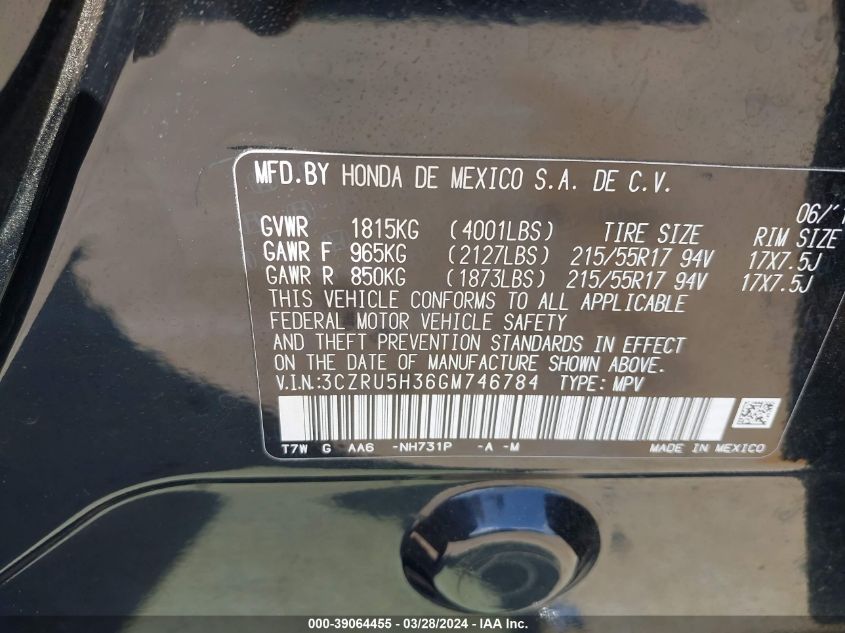 MFD.BY HONDA DE MEXICO S.A. DE C.V.
06/'1
GVWR 1815KG (4001LBS) TIRE SIZE RIM SIZE
GAWR F 965KG (2127LBS) 215/55R17 94V 17X7.5J
GAWR R 850KG (1873LBS) 215/55R17 94V 17X7.5J
THIS VEHICLE CONFORMS TO ALL APPLICABLE
FEDERAL MOTOR VEHICLE SAFETY
AND THEFT PREVENTION STANDARDS IN EFFECT
ON THE DATE OF MANUFACTURE SHOWN ABOVE.
V.I.N.:3CZRU5H36GM746784 TYPE: MPV
T7W G AA6 -NH731P -A -M MADE IN MEXICO
000-39064455 - 03/28/2024 - IAA Inc.